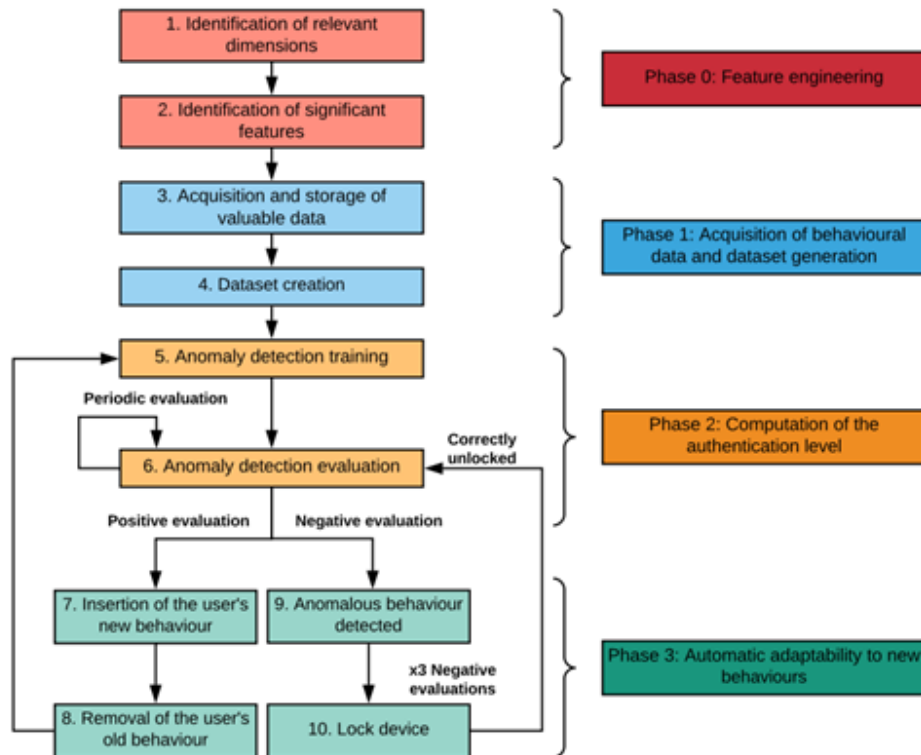 1. Identification of relevant
dimensions
Phase 0: Feature engineering
2. Identification of significant
features
3. Acquisition and storage of
valuable data
Phase 1: Acquisition of behavioural
data and dataset generation
4. Dataset creation
5. Anomaly detection training
Periodic evaluation
Phase 2: Computation of the
authentication level
Correctly
unlocked
6. Anomaly detection evaluation
Positive evaluation
Negative evaluation
7. Insertion of the user's
new behaviour
9. Anomalous behaviour
detected
Phase 3: Automatic adaptability to new
behaviours
x3 Negative
evaluations
8. Removal of the user's
old behaviour
10. Lock device